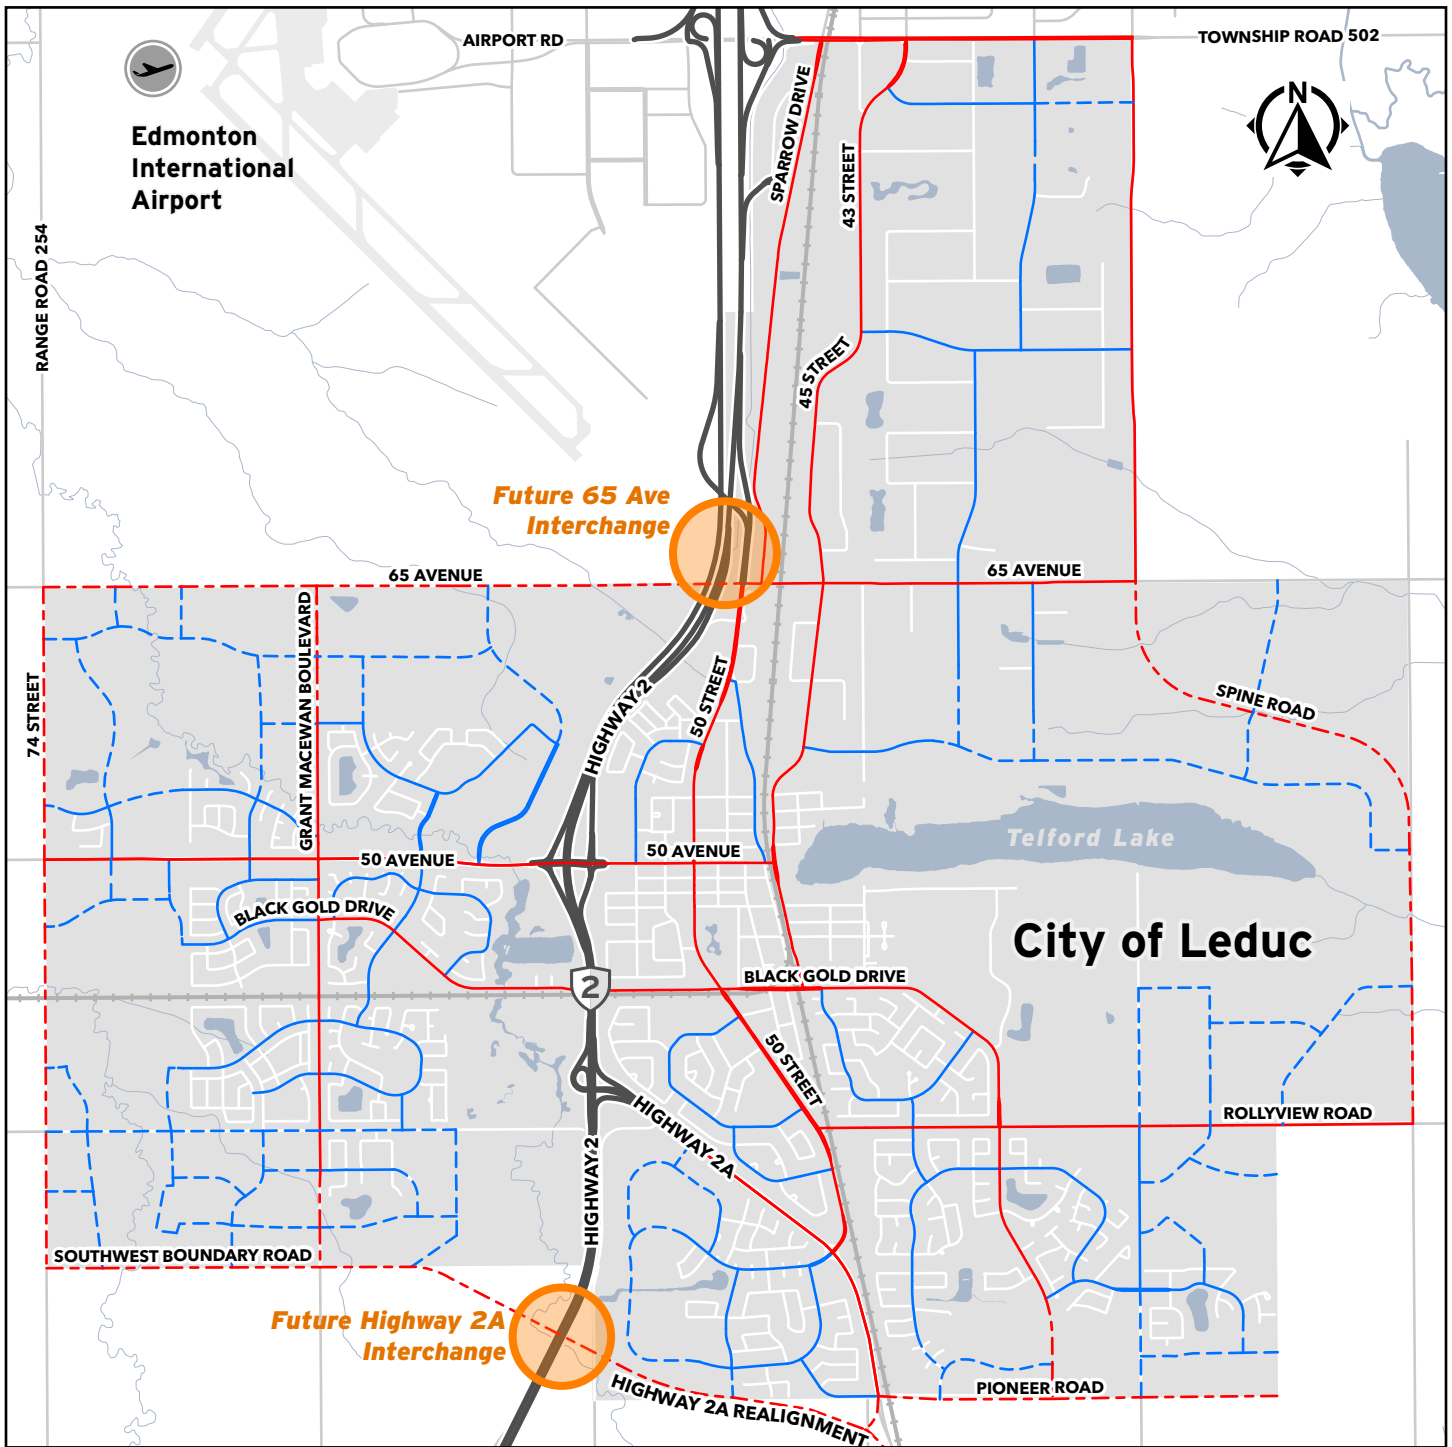 AIRPORT RD
TOWNSHIP ROAD 502
N
Edmonton
International
Airport
SPARROW DRIVE
43 STREET
RANGE ROAD 254
45 STREET
Future 65 Ave
Interchange
65 AVENUE
65 AVENUE
GRANT MACEWAN BOULEVARD
74 STREET
HIGHWAY 2
50 STREET
SPINE ROAD
Telford Lake
50 AVENUE
50 AVENUE
BLACK GOLD DRIVE
City of Leduc
BLACK GOLD DRIVE
2
50 STREET
HIGHWAY 2A
ROLLYVIEW ROAD
HIGHWAY 2
SOUTHWEST BOUNDARY ROAD
Future Highway 2A
Interchange
HIGHWAY 2A REALIGNMENT
PIONEER ROAD